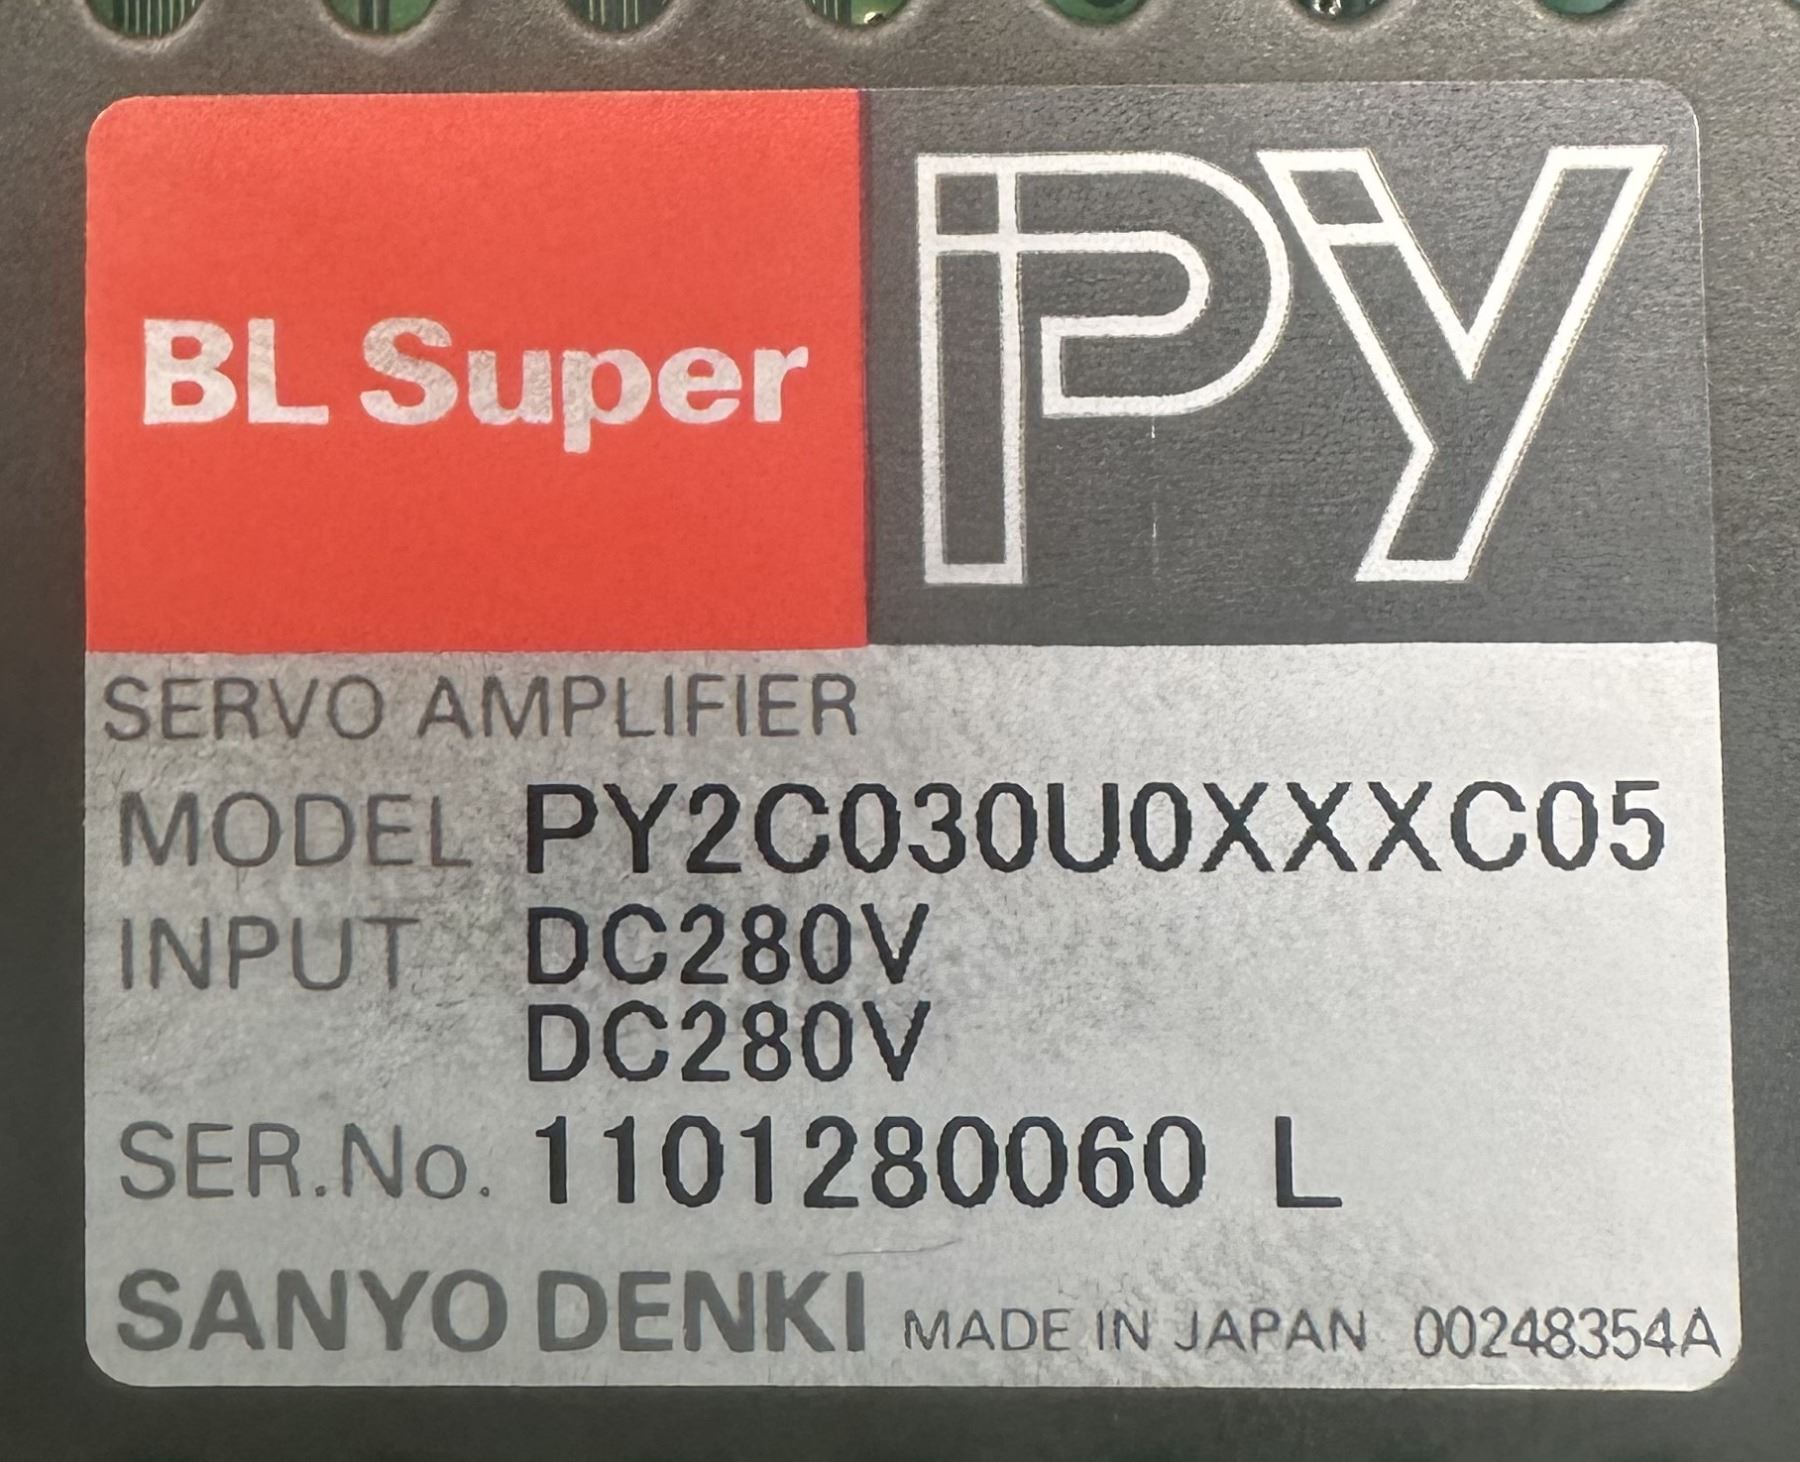 BL Super PY
SERVO AMPLIFIER
MODEL PY2C030U0XXXC05
INPUT DC280V
DC280V
SER.No. 1101280060 L
SANYO DENKI MADE IN JAPAN 00248354A